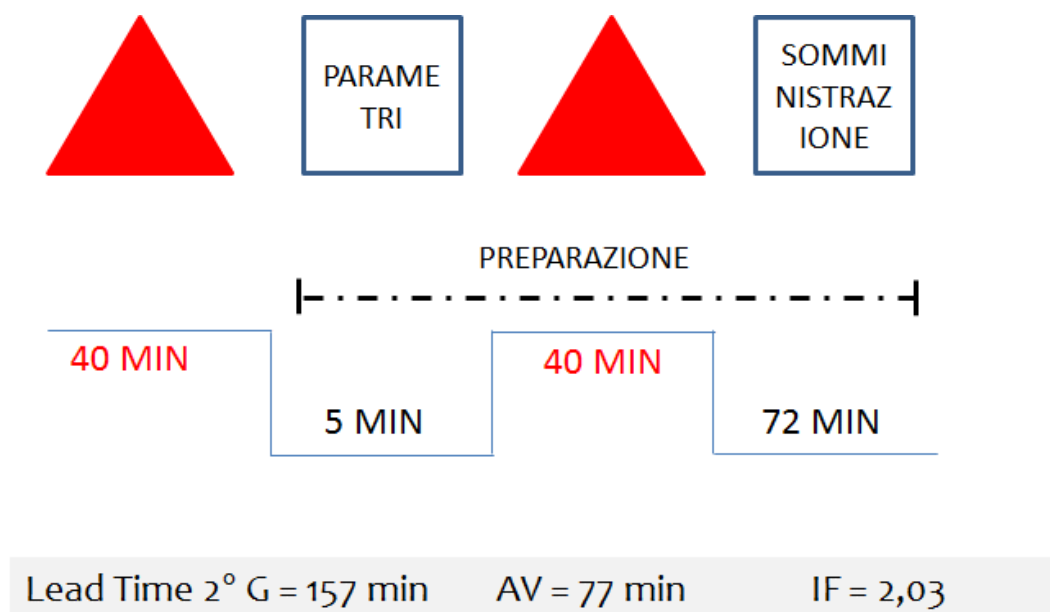 PARAME
TRI
SOMMI
NISTRAZ
IONE
PREPARAZIONE
40 MIN
5 MIN
40 MIN
72 MIN
Lead Time 2° G = 157 min AV = 77 min IF = 2,03